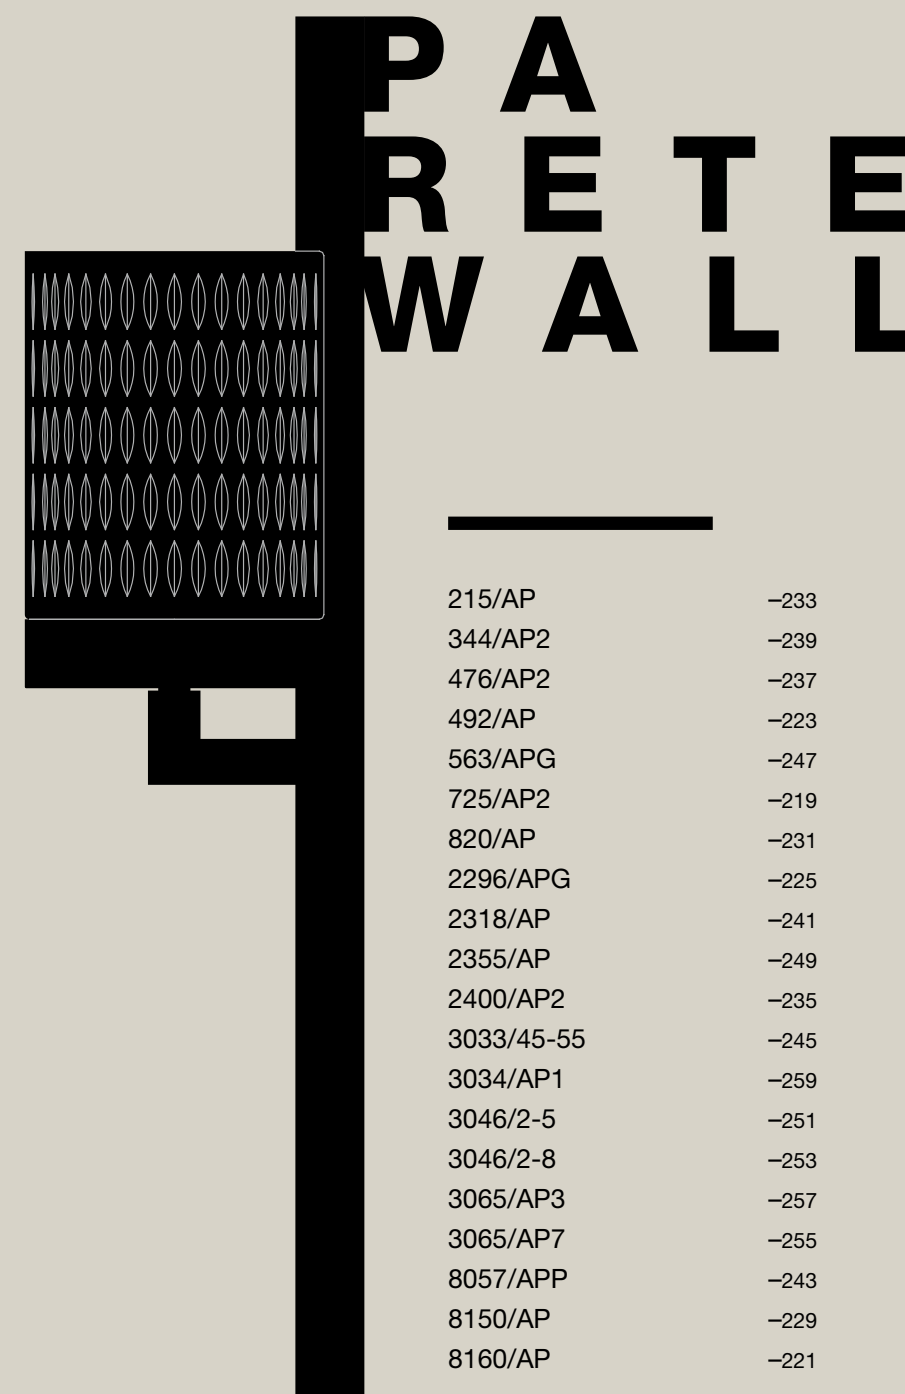 PA
RETE
WALL
215/AP –233
344/AP2 –239
476/AP2 –237
492/AP –223
563/APG –247
725/AP2 –219
820/AP –231
2296/APG –225
2318/AP –241
2355/AP –249
2400/AP2 –235
3033/45-55 –245
3034/AP1 –259
3046/2-5 –251
3046/2-8 –253
3065/AP3 –257
3065/AP7 –255
8057/APP –243
8150/AP –229
8160/AP –221